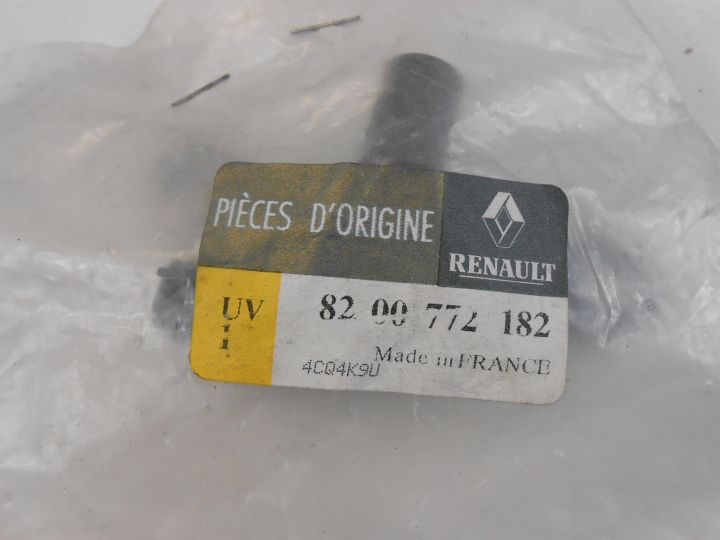 PIÈCES D'ORIGINE
RENAULT
UV 82 00 772 182
1
Made in FRANCE
4CQ4K9U